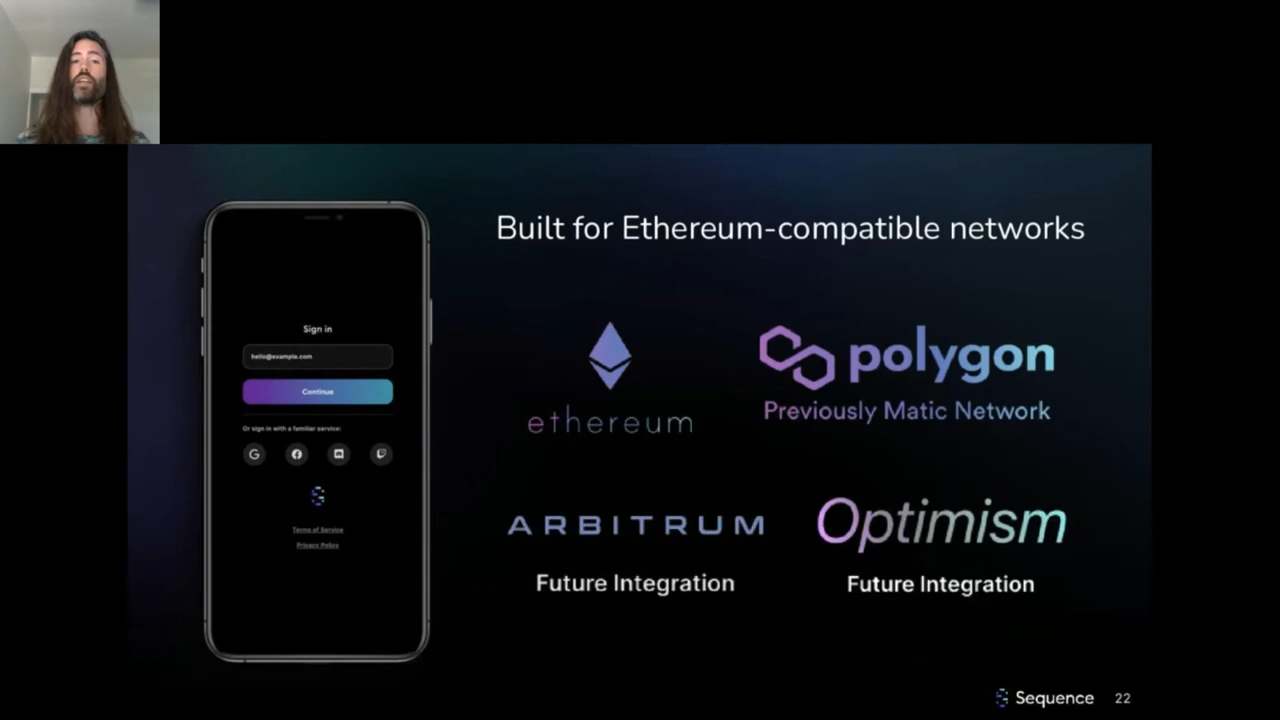 Built for Ethereum-compatible networks
Sign in
hello@example.com
Continue
Or sign in with a familiar service:
Terms of Service
Privacy Policy
ethereum
polygon
Previously Matic Network
ARBITRUM
Future Integration
Optimism
Future Integration
Sequence 22